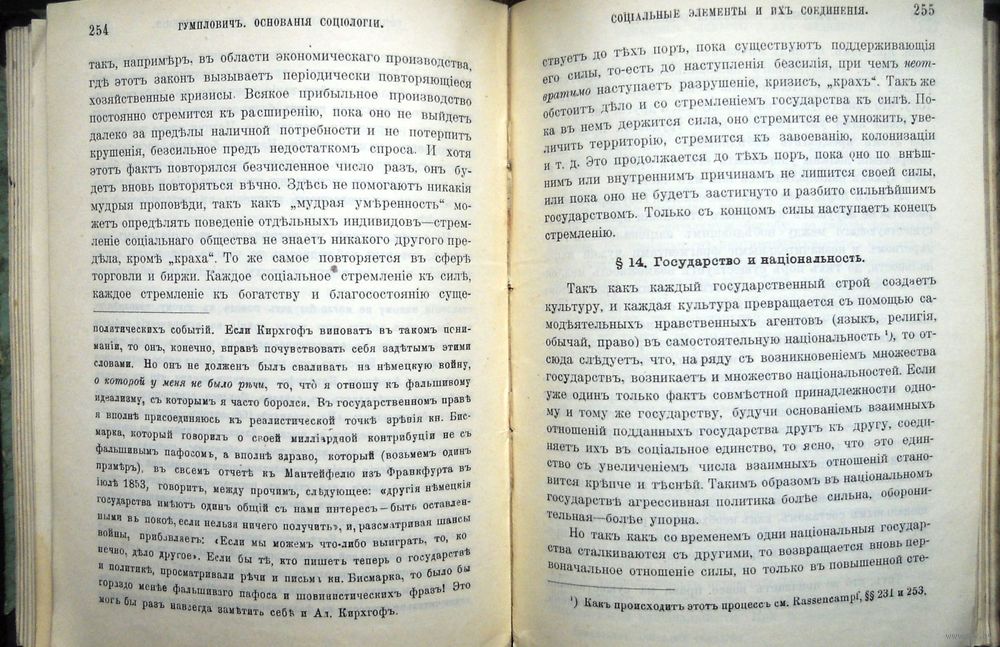 254
ГУМПЛОВИЧЪ. ОСНОВАНІЯ СОЦІОЛОГІИ.
такъ, напримѣръ, въ области экономическаго производства,
гдѣ этотъ законъ вызываетъ періодически повторяющіеся
хозяйственные кризисы. Всякое прибыльное производство
постоянно стремится къ расширенію, пока оно не выйдетъ
далеко за предѣлы наличной потребности и не потерпитъ
крушенія, безсильное предъ недостаткомъ спроса. И хотя
этотъ фактъ повторялся безчисленное число разъ, онъ бу-
детъ вновь повторяться вѣчно. Здѣсь не помогаютъ никакія
мудрыя проповѣди, такъ какъ „мудрая умѣренность“ мо-
жетъ опредѣлять поведеніе отдѣльныхъ индивидовъ—стрем-
леніе соціальнаго общества не знаетъ никакого другого пре-
дѣла, кромѣ „краха“. То же самое повторяется въ сферѣ
торговли и биржи. Каждое соціальное стремленіе къ силѣ,
каждое стремленіе къ богатству и благосостоянію суще-
политическихъ событій. Если Кирхгофъ виноватъ въ такомъ пони-
маніи, то онъ, конечно, вправѣ почувствовать себя задѣтымъ этими
словами. Но онъ не долженъ былъ сваливать на нѣмецкую войну,
о которой у меня не было рѣчи, то, что я отношу къ фальшивому
идеализму, съ которымъ я часто боролся. Въ государственномъ правѣ
я вполнѣ присоединяюсь къ реалистической точкѣ зрѣнія кн. Бис-
марка, который говорилъ о своей милліардной контрибуціи не съ
фальшивымъ пафосомъ, а вполнѣ здраво, который (возьмемъ одинъ
примѣръ), въ своемъ отчетѣ къ Мантейфелю изъ Франкфурта въ
іюлѣ 1853, говоритъ, между прочимъ, слѣдующее: «другія нѣмецкія
государства имѣютъ одинъ общій съ нами интересъ—быть оставлен-
ными въ покоѣ, если нельзя ничего получить», и, разсматривая шансы
войны, прибавляетъ: «Если мы можемъ что-либо выиграть, то, ко
нечно, дѣло другое». Если бы тѣ, кто пишетъ теперь о государствѣ
и политикѣ, просматривали рѣчи и письма кн. Бисмарка, то было бы
гораздо менѣе фальшиваго пафоса и шовинистическихъ фразъ! Это
могъ бы разъ навсегда замѣтить себѣ и Ал. Кирхгофъ.
СОЦІАЛЬНЫЕ ЭЛЕМЕНТЫ И ИХЪ СОЕДИНЕНІЯ.
255
ствуетъ до тѣхъ поръ, пока существуютъ поддерживающія
его силы, то-есть до наступленія безсилія, при чемъ неот-
вратимо наступаетъ разрушеніе, кризисъ, „крахъ“. Такъ же
обстоитъ дѣло и со стремленіемъ государства къ силѣ. По-
ка въ немъ держится сила, оно стремится ее умножить, уве-
личить территорію, стремится къ завоеванію, колонизаціи
и т. д. Это продолжается до тѣхъ поръ, пока оно по внѣш-
нимъ или внутреннимъ причинамъ не лишится своей силы,
или пока оно не будетъ застигнуто и разбито сильнѣйшимъ
государствомъ. Только съ концомъ силы наступаетъ конецъ
стремленію.
§ 14. Государство и національность.
Такъ какъ каждый государственный строй создаетъ
культуру, и каждая культура превращается съ помощью са-
модѣятельныхъ нравственныхъ агентовъ (языкъ, религія,
обычай, право) въ самостоятельную національность ¹), то от-
сюда слѣдуетъ, что, на ряду съ возникновеніемъ множества
государствъ, возникаетъ и множество національностей. Если
уже одинъ только фактъ совмѣстной принадлежности одно-
му и тому же государству, будучи основаніемъ взаимныхъ
отношеній подданныхъ государства другъ къ другу, соеди-
няетъ ихъ въ соціальное единство, то ясно, что это един-
ство съ увеличеніемъ числа взаимныхъ отношеній стано-
вится крѣпче и тѣснѣй. Такимъ образомъ въ національномъ
государствѣ агрессивная политика болѣе сильна, оборони-
тельная—болѣе упорна.
Но такъ какъ со временемъ одни національныя государ-
ства сталкиваются съ другими, то возвращается вновь пер-
воначальное отношеніе силы, но только въ повышенной сте-
¹) Какъ происходитъ этотъ процессъ см. Rassencampf, §§ 231 и 253.